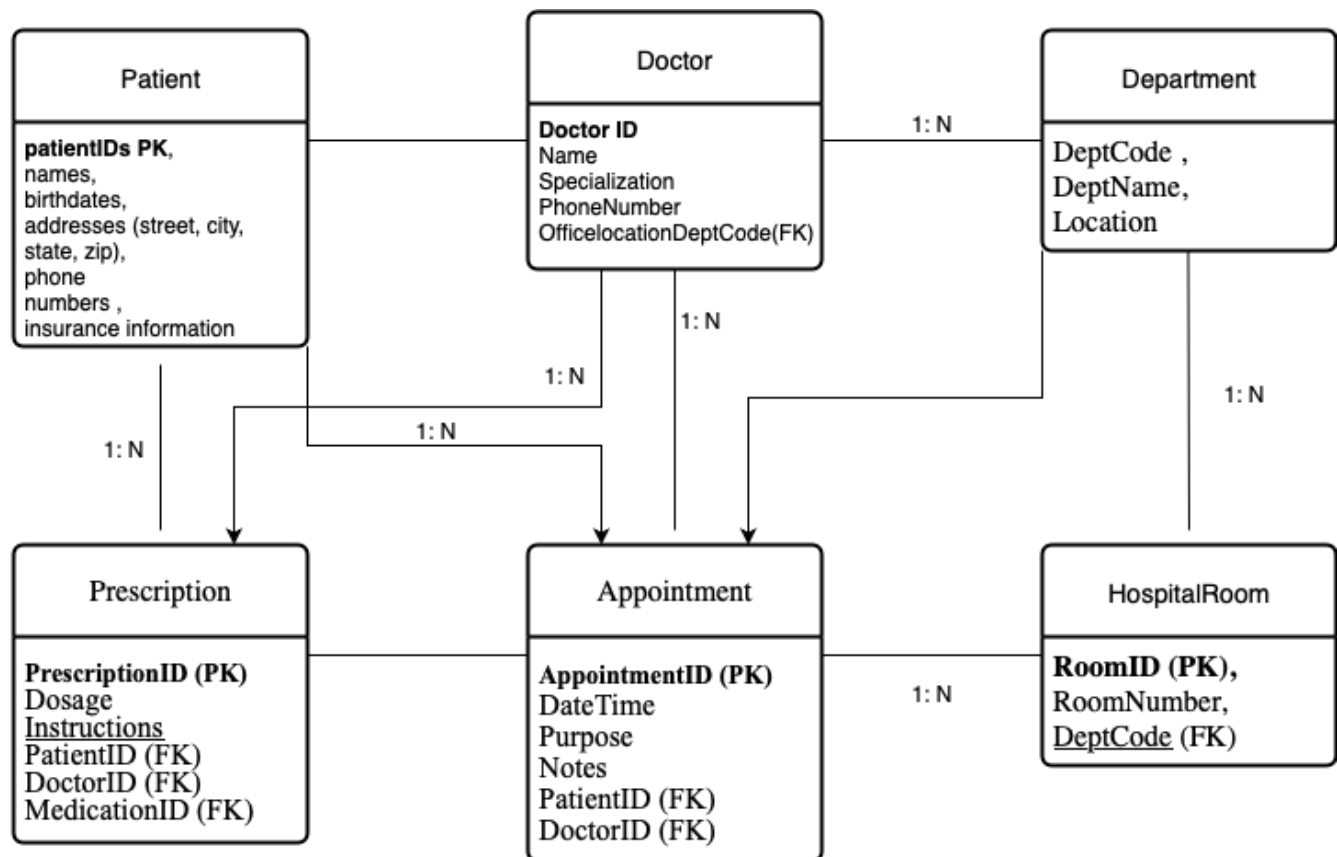 Patient
patientIDs PK,
names,
birthdates,
addresses (street, city,
state, zip),
phone
numbers ,
insurance information
Doctor
Doctor ID
Name
Specialization
PhoneNumber
OfficelocationDeptCode(FK)
1: N
Department
DeptCode ,
DeptName,
Location
1: N
1: N
1: N
1: N
1: N
Prescription
PrescriptionID (PK)
Dosage
Instructions
PatientID (FK)
DoctorID (FK)
MedicationID (FK)
Appointment
AppointmentID (PK)
DateTime
Purpose
Notes
PatientID (FK)
DoctorID (FK)
1: N
HospitalRoom
RoomID (PK),
RoomNumber,
DeptCode (FK)